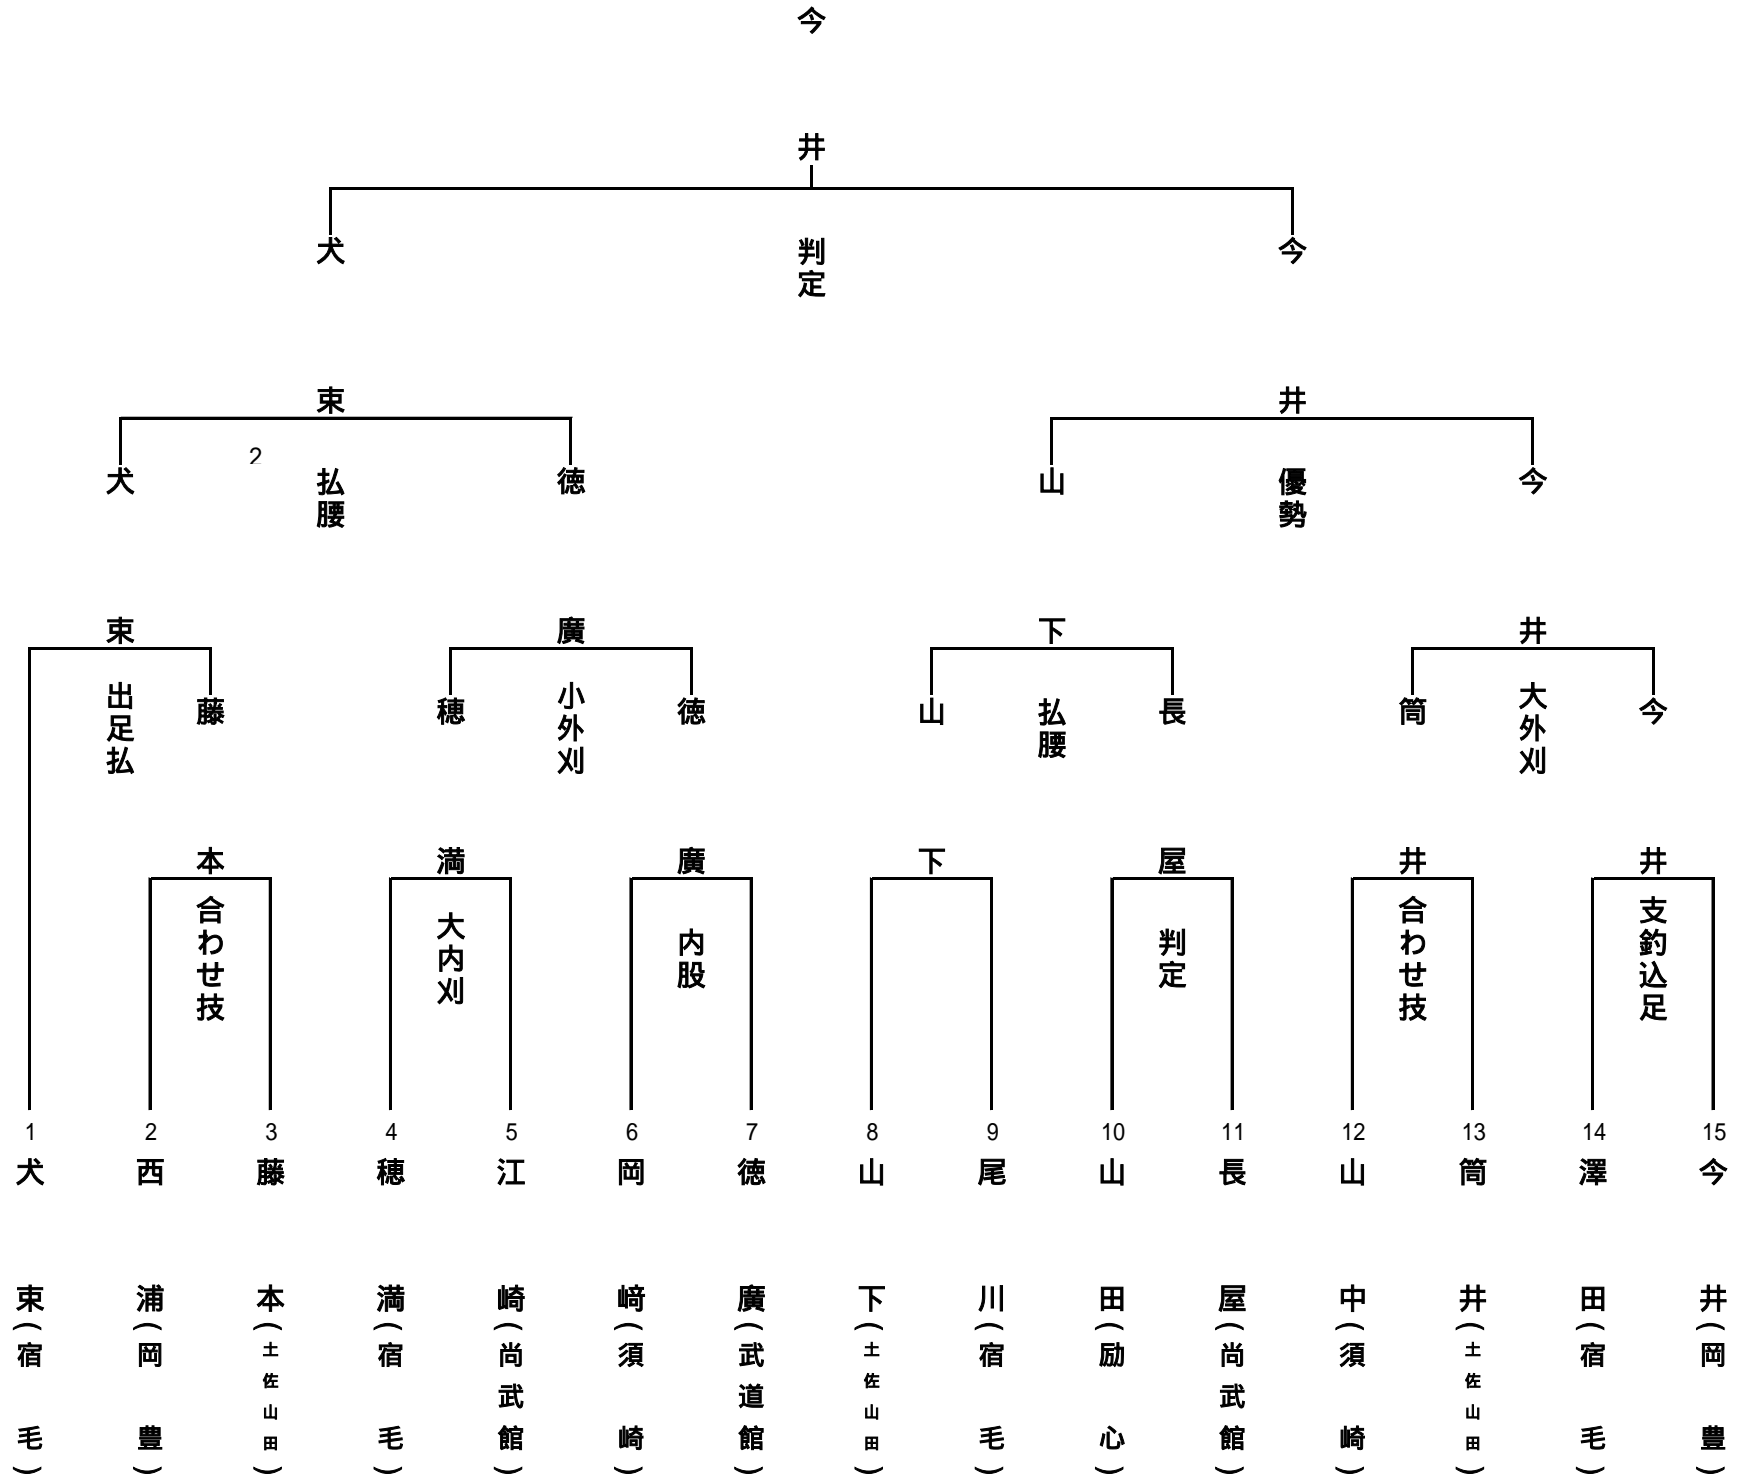 今井
犬束
判定
今井
犬束
2
払腰
徳廣
山下
優勢
今井
出足払
藤本
穂満
小外刈
徳廣
山下
払腰
長屋
筒井
大外刈
今井
合わせ技
大内刈
内股
判定
合わせ技
支釣込足
1
2
3
4
5
6
7
8
9
10
11
12
13
14
15
犬束(宿毛)
西浦(岡豊)
藤本(土佐山田)
穂満(宿毛)
江崎(尚武館)
岡﨑(須崎)
徳廣(武道館)
山下(土佐山田)
尾川(宿毛)
山田(励心)
長屋(尚武館)
山中(須崎)
筒井(土佐山田)
澤田(宿毛)
今井(岡豊)